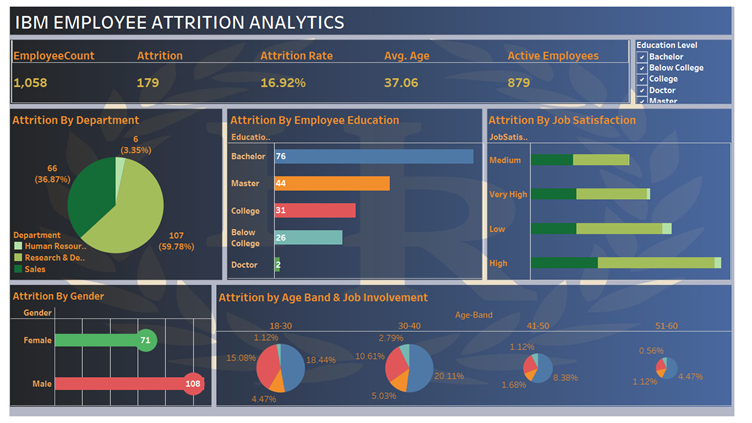 IBM EMPLOYEE ATTRITION ANALYTICS
EmployeeCount Attrition Attrition Rate Avg. Age Active Employees
1,058 179 16.92% 37.06 879
Education Level
Bachelor
Below College
College
Doctor
Master
Attrition By Department
6
(3.35%)
66
(36.87%)
107
(59.78%)
Department
Human Resour..
Research & De..
Sales
Attrition By Employee Education
Educatio..
Bachelor 76
Master 44
College 31
Below
College 26
Doctor 2
Attrition By Job Satisfaction
JobSatis..
Medium
Very High
Low
High
Attrition By Gender
Gender
Female 71
Male 108
Attrition by Age Band & Job Involvement
Age-Band
18-30 30-40 41-50 51-60
1.12%
15.08%
18.44%
4.47%
2.79%
10.61%
20.11%
5.03%
1.12%
8.38%
1.68%
0.56%
4.47%
1.12%